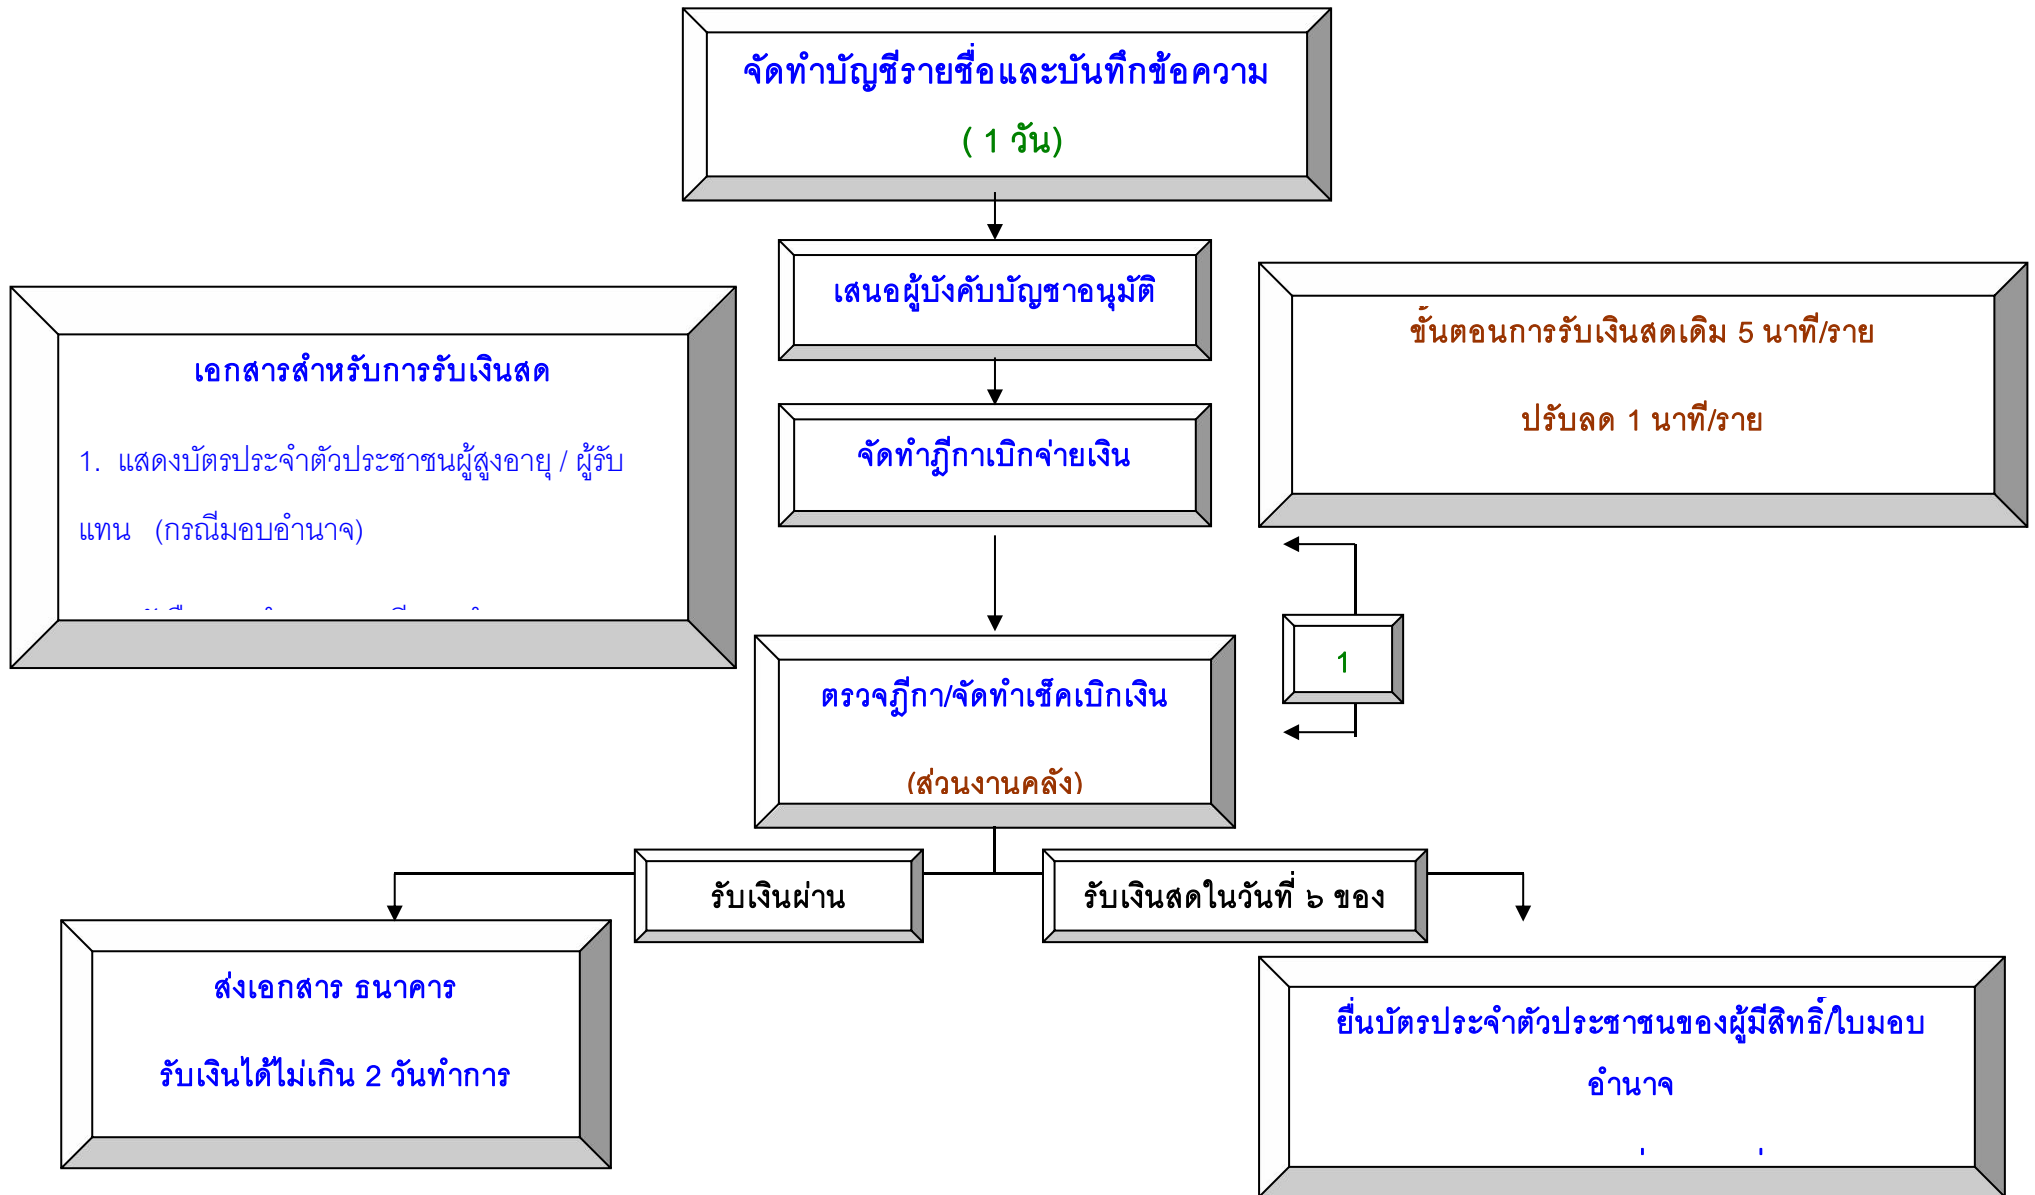 จัดทำบัญชีรายชื่อและบันทึกข้อความ
( 1 วัน)
เสนอผู้บังคับบัญชาอนุมัติ
ขั้นตอนการรับเงินสดเดิม 5 นาที/ราย
ปรับลด 1 นาที/ราย
เอกสารสำหรับการรับเงินสด
1. แสดงบัตรประจำตัวประชาชนผู้สูงอายุ / ผู้รับ
แทน (กรณีมอบอำนาจ)
จัดทำฎีกาเบิกจ่ายเงิน
1
ตรวจฎีกา/จัดทำเช็คเบิกเงิน
(ส่วนงานคลัง)
รับเงินผ่าน
รับเงินสดในวันที่ ๖ ของ
ส่งเอกสาร ธนาคาร
รับเงินได้ไม่เกิน 2 วันทำการ
ยื่นบัตรประจำตัวประชาชนของผู้มีสิทธิ์/ใบมอบ
อำนาจ